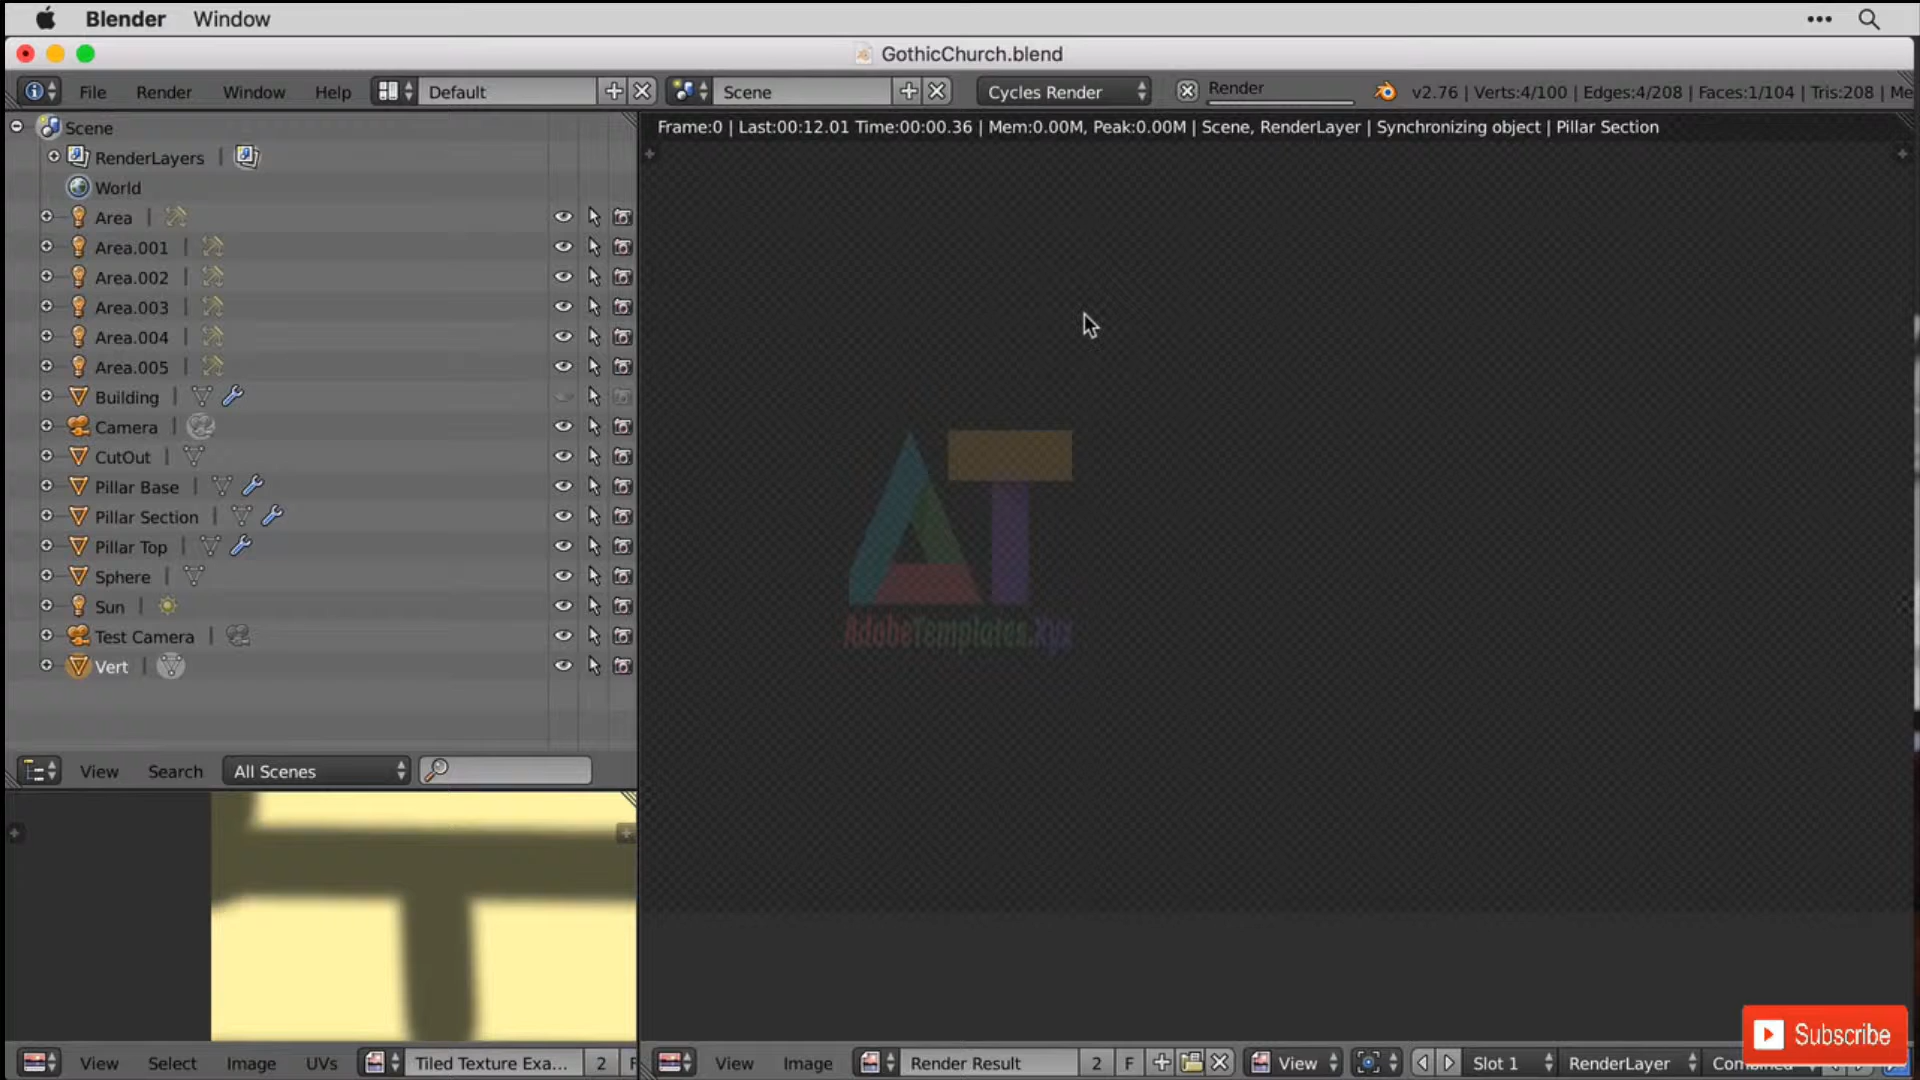 Blender Window
GothicChurch.blend
File Render Window Help Default Scene Cycles Render Render v2.76 | Verts:4/100 | Edges:4/208 | Faces:1/104 | Tris:208 | Me
Frame:0 | Last:00:12.01 Time:00:00.36 | Mem:0.00M, Peak:0.00M | Scene, RenderLayer | Synchronizing object | Pillar Section
Scene
RenderLayers
World
Area
Area.001
Area.002
Area.003
Area.004
Area.005
Building
Camera
CutOut
Pillar Base
Pillar Section
Pillar Top
Sphere
Sun
Test Camera
Vert
AT
AdobeTemplates.Xyz
View Search All Scenes
Subscribe
View Select Image UVs Tiled Texture Exa... 2 F
View Image Render Result 2 F View Slot 1 RenderLayer Combined